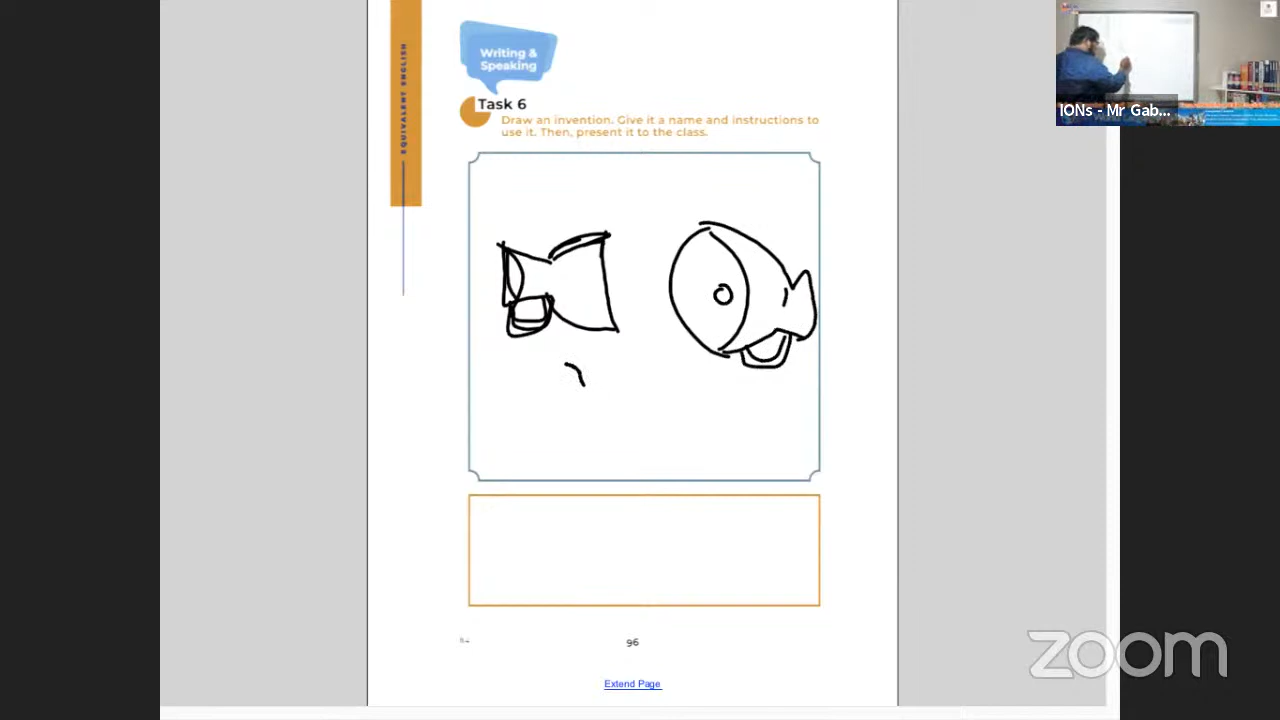 EQUIVALENT ENGLISH
Writing &
Speaking
Task 6
Draw an invention. Give it a name and instructions to
use it. Then, present it to the class.
96
Extend Page
IONs - Mr Gab...
zoom